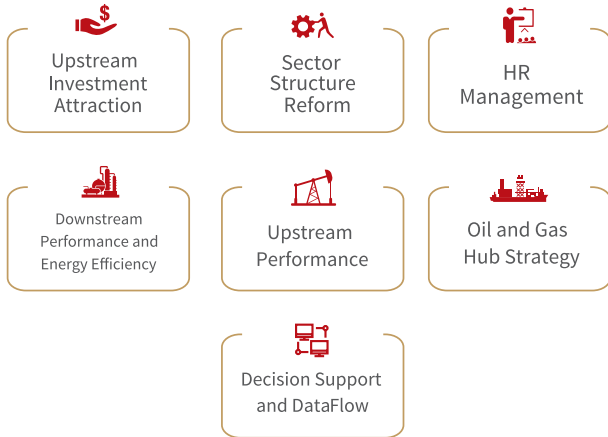 $
Upstream
Investment
Attraction
Sector
Structure
Reform
HR
Management
Downstream
Performance and
Energy Efficiency
Upstream
Performance
Oil and Gas
Hub Strategy
Decision Support
and DataFlow